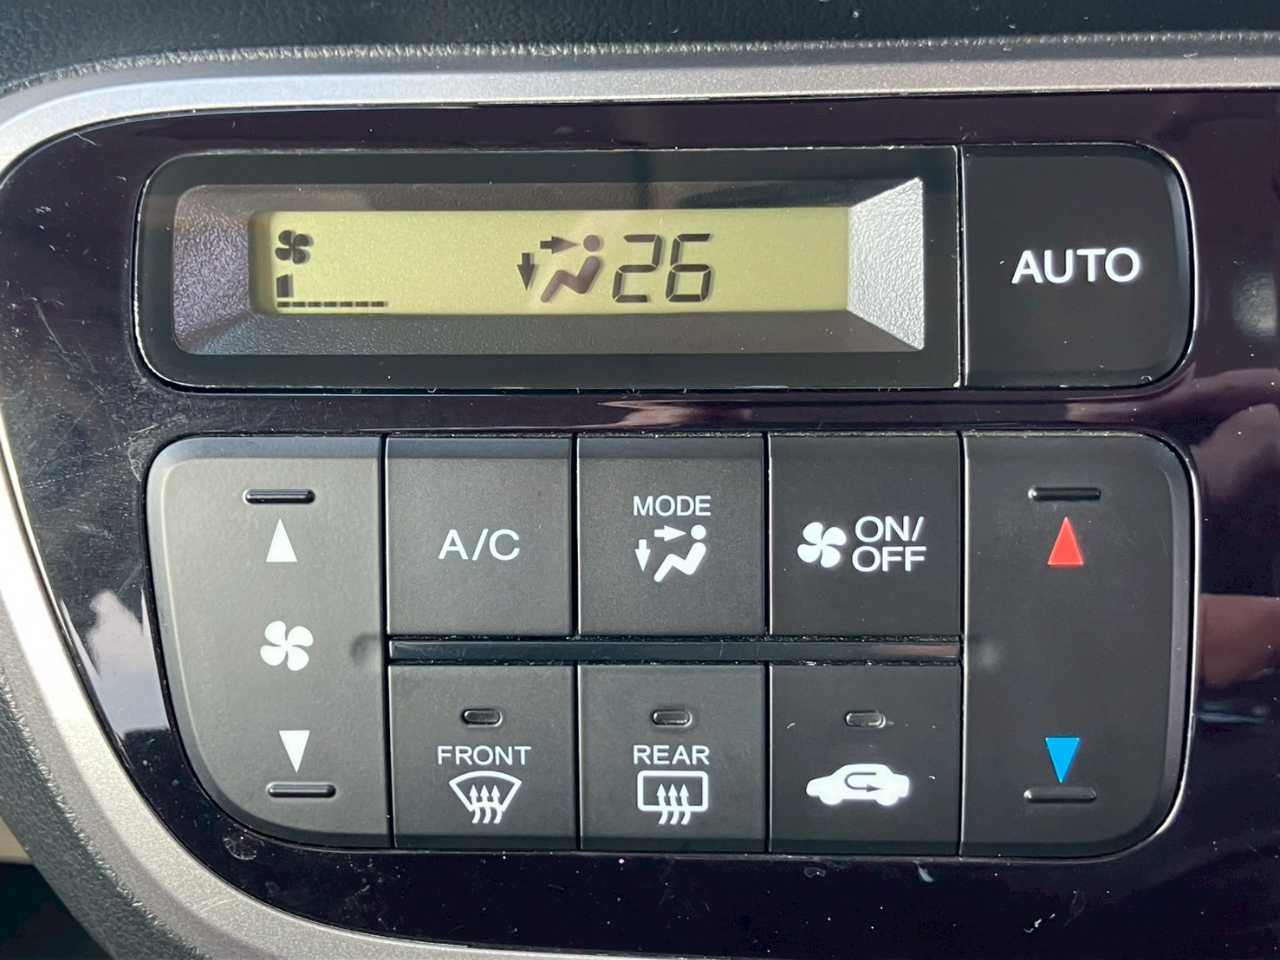 26
AUTO
A/C
MODE
ON/
OFF
FRONT
REAR